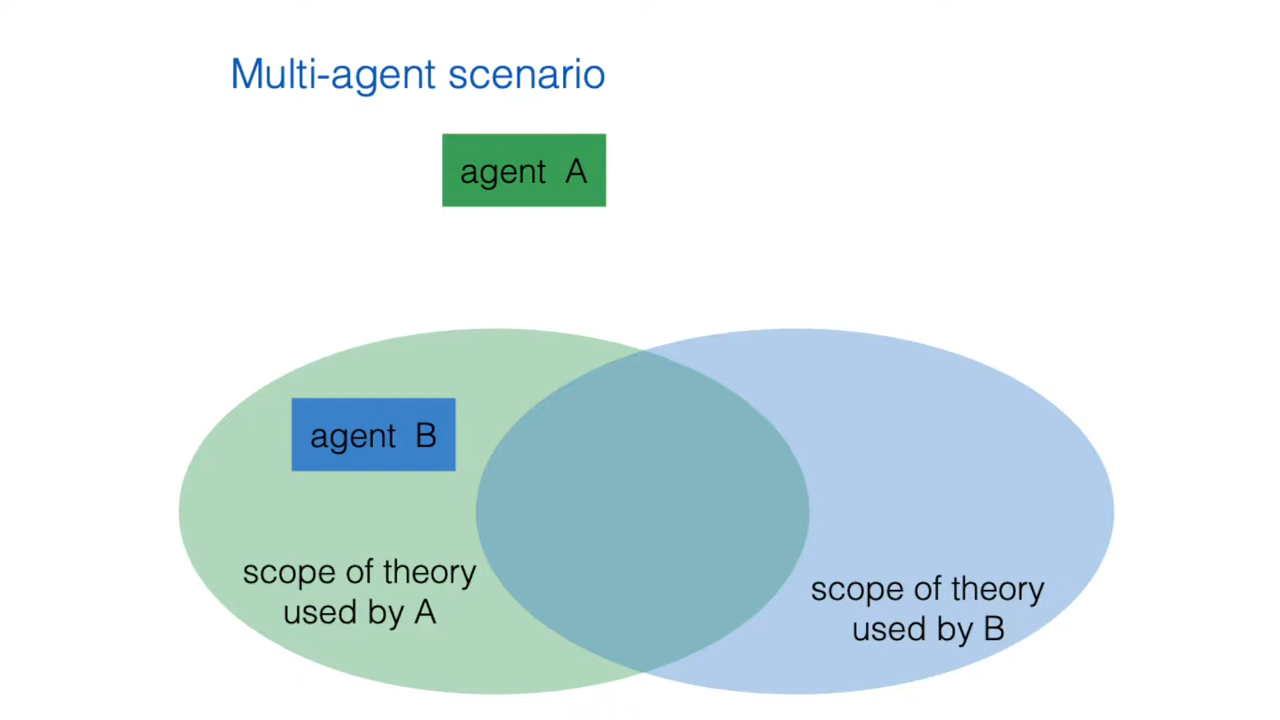 Multi-agent scenario
agent A
agent B
scope of theory
used by A
scope of theory
used by B